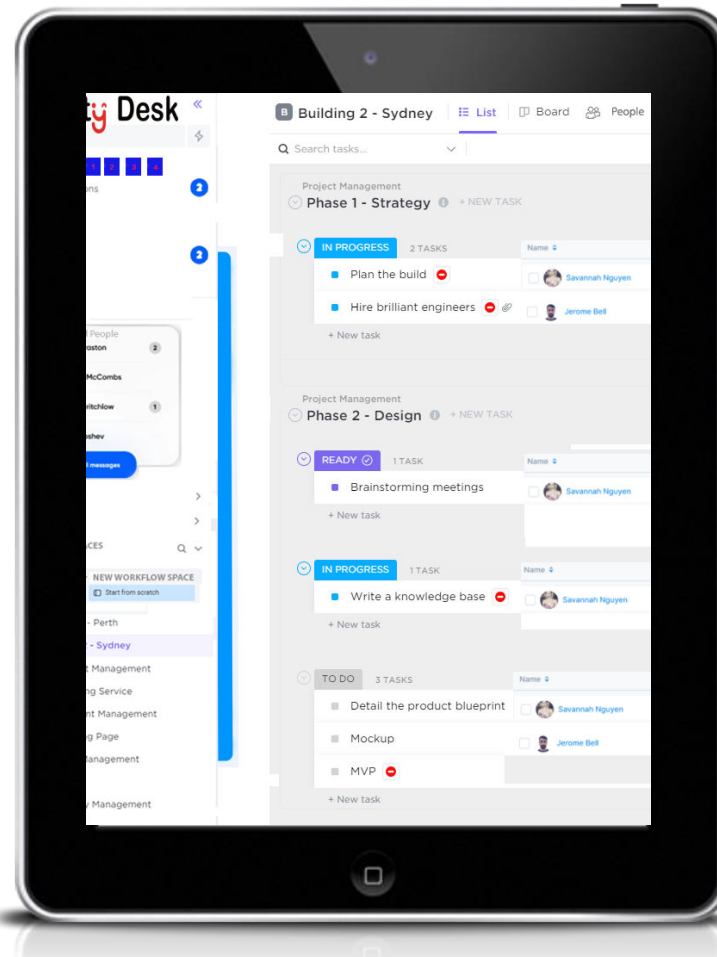 ty Desk «
1 2 3 4
ons 2
2
l People
raston 2
McCombs
ritchlow 1
oshev
ll messages
ACES
NEW WORKFLOW SPACE
Start from scratch
- Perth
2 - Sydney
t Management
ng Service
nt Management
g Page
Management
y Management
B Building 2 - Sydney List Board People
Search tasks...
Project Management
Phase 1 - Strategy + NEW TASK
IN PROGRESS 2 TASKS Name
Plan the build Savannah Nguyen
Hire brilliant engineers Jerome Bell
+ New task
Project Management
Phase 2 - Design + NEW TASK
READY 1 TASK Name
Brainstorming meetings Savannah Nguyen
+ New task
IN PROGRESS 1 TASK Name
Write a knowledge base Savannah Nguyen
+ New task
TO DO 3 TASKS Name
Detail the product blueprint Savannah Nguyen
Mockup Jerome Bell
MVP
+ New task